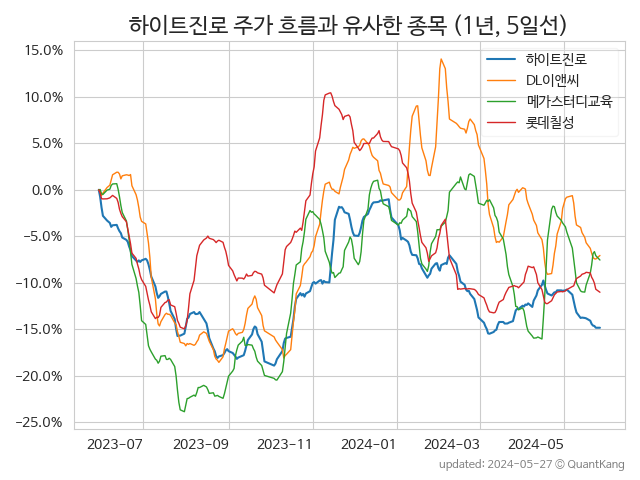 하이트진로 주가 흐름과 유사한 종목 (1년, 5일선)
15.0%
10.0%
5.0%
0.0%
−5.0%
−10.0%
−15.0%
−20.0%
−25.0%
하이트진로
DL이앤씨
메가스터디교육
롯데칠성
2023-07 2023-09 2023-11 2024-01 2024-03 2024-05
updated: 2024-05-27 © QuantKang